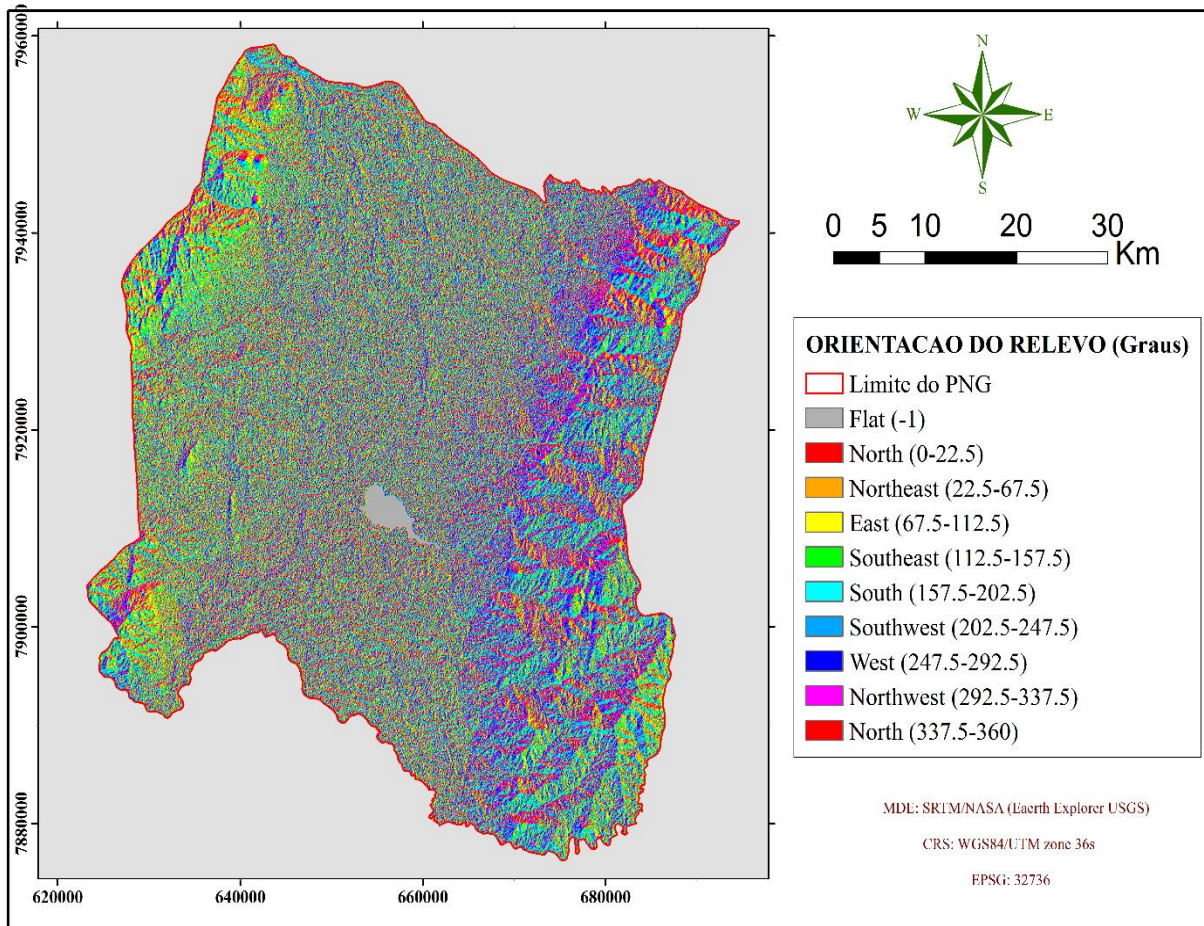 7960000
7940000
7920000
7900000
7880000
620000 640000 660000 680000
N
W E
S
0 5 10 20 30
Km
ORIENTACAO DO RELEVO (Graus)
Limite do PNG
Flat (-1)
North (0-22.5)
Northeast (22.5-67.5)
East (67.5-112.5)
Southeast (112.5-157.5)
South (157.5-202.5)
Southwest (202.5-247.5)
West (247.5-292.5)
Northwest (292.5-337.5)
North (337.5-360)
MDE: SRTM/NASA (Eaerth Explorer USGS)
CRS: WGS84/UTM zone 36s
EPSG: 32736